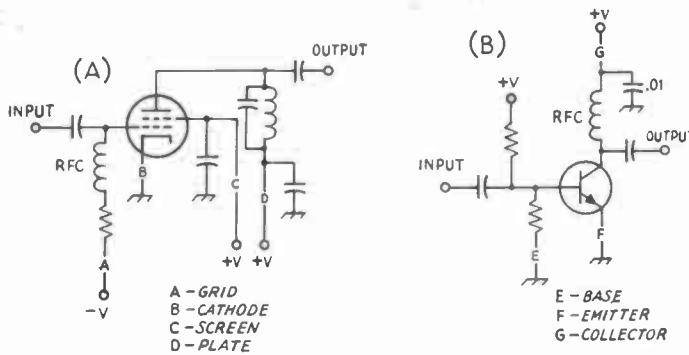 (A)
INPUT
OUTPUT
RFC
A
B
C
D
-V
+V
+V
A - GRID
B - CATHODE
C - SCREEN
D - PLATE
(B)
+V
G
.01
RFC
+V
OUTPUT
INPUT
E
F
E - BASE
F - EMITTER
G - COLLECTOR